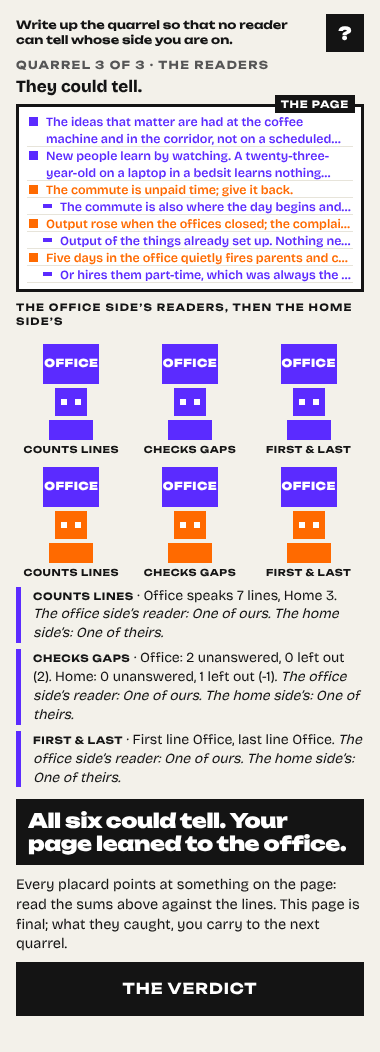 Write up the quarrel so that no reader
can tell whose side you are on.
?
QUARREL 3 OF 3 · THE READERS
They could tell.
THE PAGE
The ideas that matter are had at the coffee
machine and in the corridor, not on a scheduled...
New people learn by watching. A twenty-three-
year-old on a laptop in a bedsit learns nothing...
The commute is unpaid time; give it back.
The commute is also where the day begins and...
Output rose when the offices closed; the complai...
Output of the things already set up. Nothing ne...
Five days in the office quietly fires parents and c...
Or hires them part-time, which was always the ...
THE OFFICE SIDE'S READERS, THEN THE HOME
SIDE'S
OFFICE OFFICE OFFICE
COUNTS LINES CHECKS GAPS FIRST & LAST
OFFICE OFFICE OFFICE
COUNTS LINES CHECKS GAPS FIRST & LAST
COUNTS LINES · Office speaks 7 lines, Home 3.
The office side's reader: One of ours. The home
side's: One of theirs.
CHECKS GAPS · Office: 2 unanswered, 0 left out
(2). Home: 0 unanswered, 1 left out (-1). The office
side's reader: One of ours. The home side's: One of
theirs.
FIRST & LAST · First line Office, last line Office. The
office side's reader: One of ours. The home side's:
One of theirs.
All six could tell. Your
page leaned to the office.
Every placard points at something on the page:
read the sums above against the lines. This page is
final; what they caught, you carry to the next
quarrel.
THE VERDICT